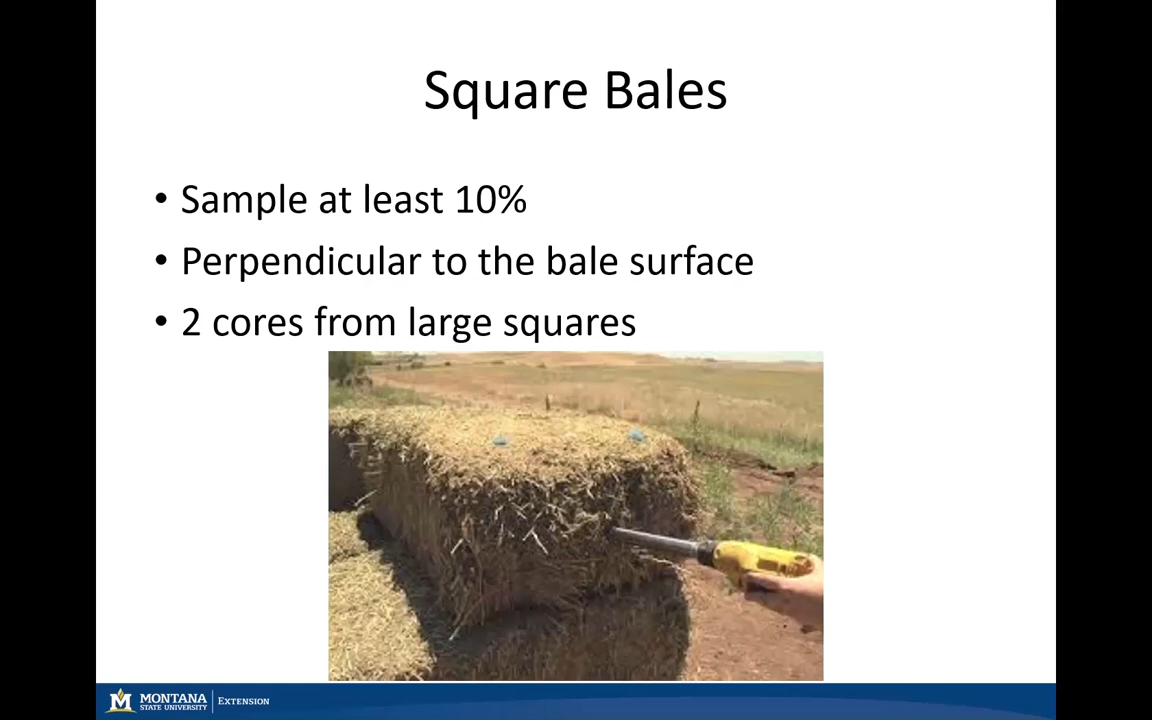 Square Bales
• Sample at least 10%
• Perpendicular to the bale surface
• 2 cores from large squares
M MONTANA STATE UNIVERSITY | EXTENSION